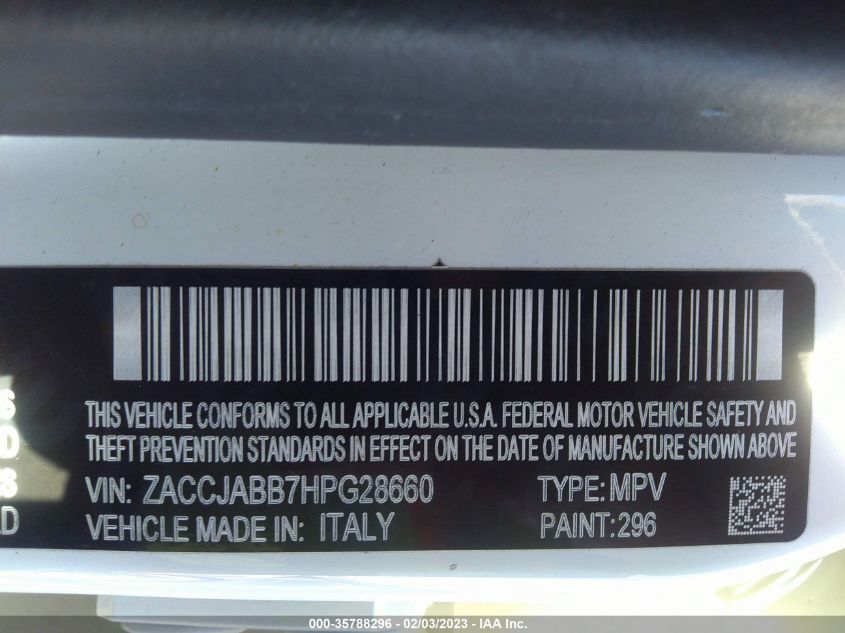 THIS VEHICLE CONFORMS TO ALL APPLICABLE U.S.A. FEDERAL MOTOR VEHICLE SAFETY AND
THEFT PREVENTION STANDARDS IN EFFECT ON THE DATE OF MANUFACTURE SHOWN ABOVE
VIN: ZACCJABB7HPG28660 TYPE: MPV
VEHICLE MADE IN: ITALY PAINT: 296
000-35788296 - 02/03/2023 - IAA Inc.